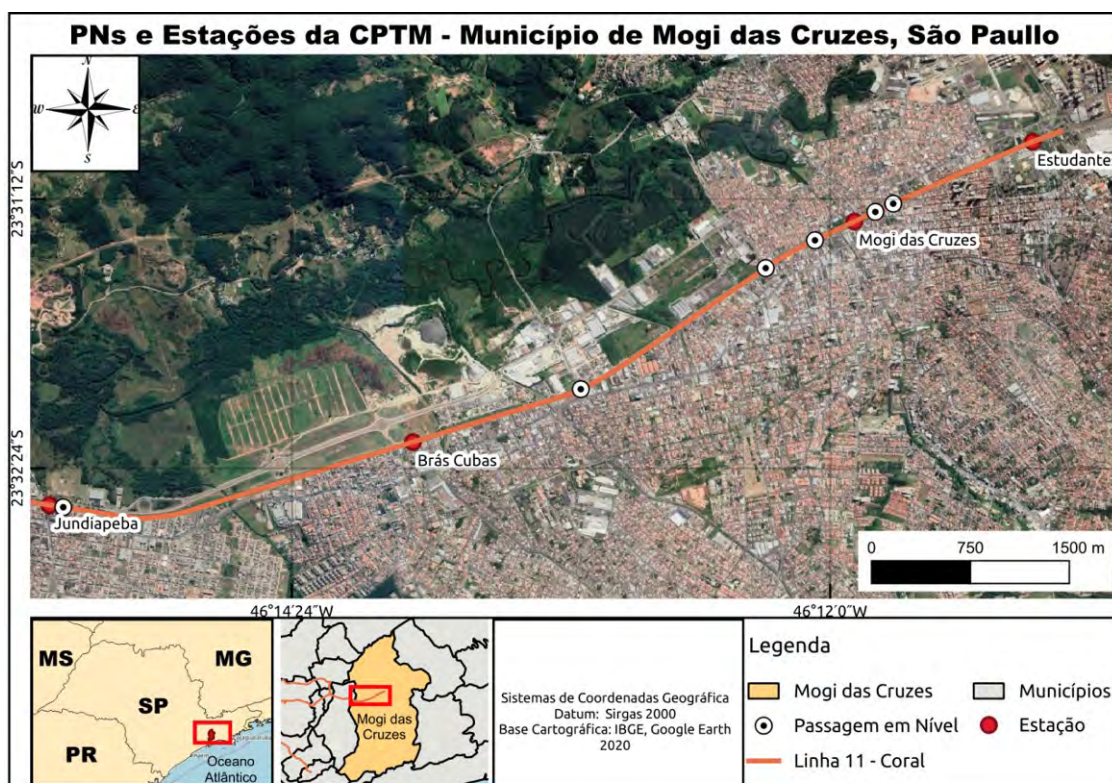 PNs e Estações da CPTM - Município de Mogi das Cruzes, São Paullo
N
W
E
S
23°31′12″S
23°32′24″S
Estudantes
Mogi das Cruzes
Brás Cubas
Jundiapeba
0 750 1500 m
46°14′24″W
46°12′0″W
MS
MG
SP
PR
Oceano
Atlântico
Mogi das
Cruzes
Sistemas de Coordenadas Geográfica
Datum: Sirgas 2000
Base Cartográfica: IBGE, Google Earth
2020
Legenda
Mogi das Cruzes
Municípios
Passagem em Nível
Estação
Linha 11 - Coral